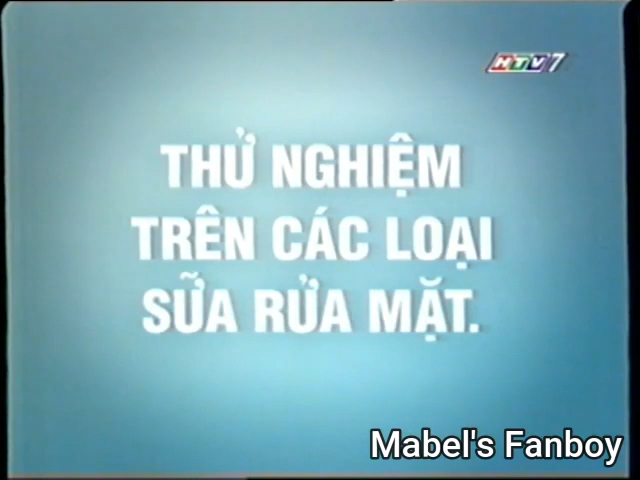 HTV7
THỬ NGHIỆM
TRÊN CÁC LOẠI
SỮA RỬA MẶT.
Mabel's Fanboy